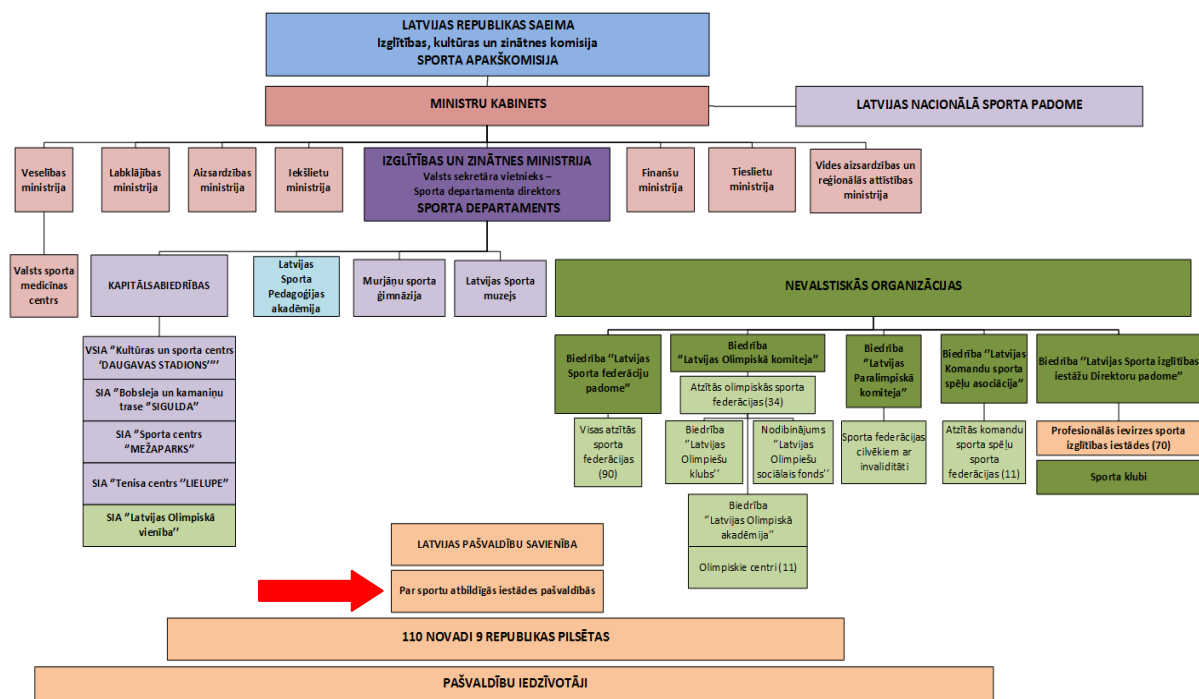 LATVIJAS REPUBLIKAS SAEIMA
Izglītības, kultūras un zinātnes komisija
SPORTA APAKŠKOMISIJA
MINISTRU KABINETS
LATVIJAS NACIONĀLĀ SPORTA PADOME
Veselības
ministrija
Labklājības
ministrija
Aizsardzības
ministrija
Iekšlietu
ministrija
IZGLĪTĪBAS UN ZINĀTNES MINISTRIJA
Valsts sekretāra vietnieks –
Sporta departamenta direktors
SPORTA DEPARTAMENTS
Finanšu
ministrija
Tieslietu
ministrija
Vides aizsardzības un
reģionālās attīstības
ministrija
Valsts sporta
medicīnas
centrs
KAPITĀLSABIEDRĪBAS
Latvijas
Sporta
Pedagoģijas
akadēmija
Murjāņu sporta
ģimnāzija
Latvijas Sporta
muzejs
NEVALSTISKĀS ORGANIZĀCIJAS
VSIA “Kultūras un sporta centrs
‘DAUGAVAS STADIONS’””
SIA “Bobsleja un kamaniņu
trase “SIGULDA”
SIA “Sporta centrs
“MEŽAPARKS”
SIA “Tenisa centrs “LIELUPE”
SIA “Latvijas Olimpiskā
vienība”
Biedrība “Latvijas
Sporta federāciju
padome”
Visas atzītās
sporta
federācijas
(90)
Biedrība
"Latvijas Olimpiskā komiteja”
Atzītās olimpiskās sporta
federācijas (34)
Biedrība
“Latvijas
Olimpiešu
klubs’’
Nodibinājums
“Latvijas
Olimpiešu
sociālais fonds’’
Biedrība
“Latvijas Olimpiskā
akadēmija”
Olimpiskie centri (11)
Biedrība
“Latvijas
Paralimpiskā
komiteja”
Sporta federācijas
cilvēkiem ar
invaliditāti
Biedrība “Latvijas
Komandu sporta
spēļu asociācija”
Atzītās komandu
sporta spēļu
sporta
federācijas (11)
Biedrība “Latvijas Sporta izglītības
iestāžu Direktoru padome”
Profesionālās ievirzes sporta
izglītības iestādes (70)
Sporta klubi
LATVIJAS PAŠVALDĪBU SAVIENĪBA
Par sportu atbildīgās iestādes pašvaldībās
110 NOVADI 9 REPUBLIKAS PILSĒTAS
PAŠVALDĪBU IEDZĪVOTĀJI